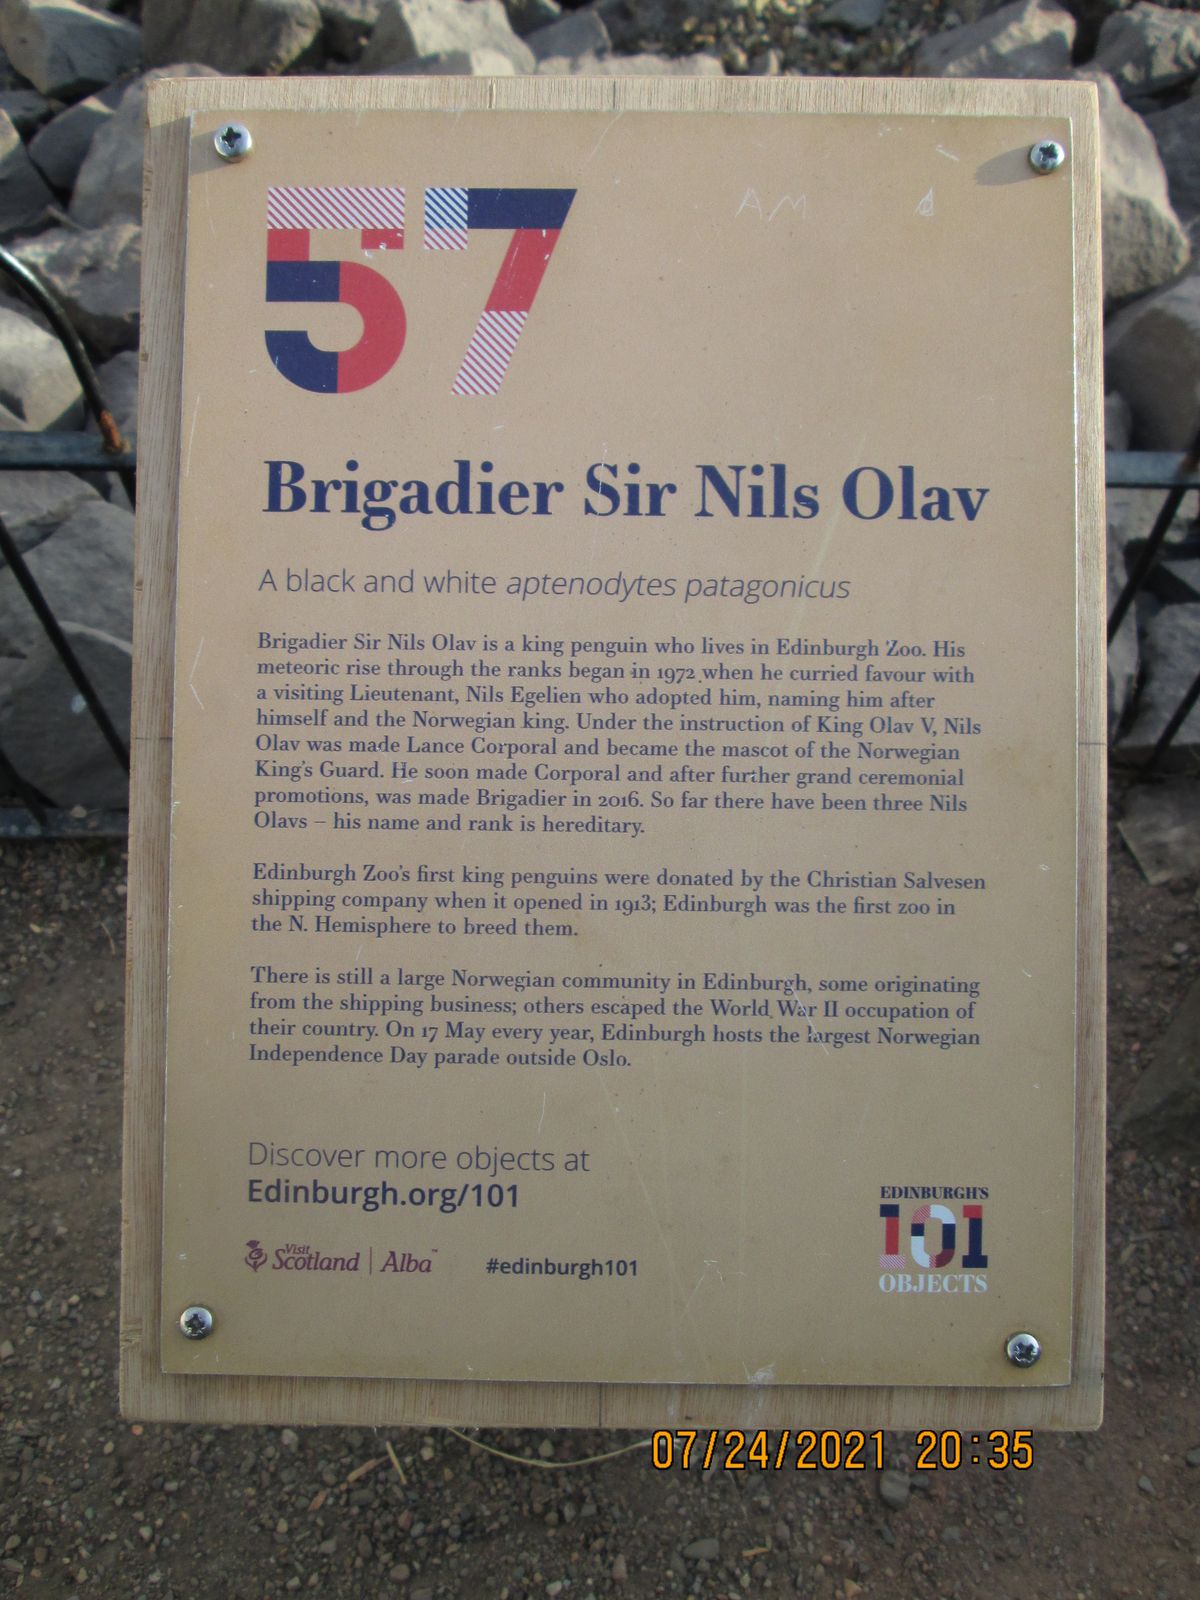 AM
57
Brigadier Sir Nils Olav
A black and white aptenodytes patagonicus
Brigadier Sir Nils Olav is a king penguin who lives in Edinburgh Zoo. His
meteoric rise through the ranks began in 1972 when he curried favour with
a visiting Lieutenant, Nils Egelien who adopted him, naming him after
himself and the Norwegian king. Under the instruction of King Olav V, Nils
Olav was made Lance Corporal and became the mascot of the Norwegian
King's Guard. He soon made Corporal and after further grand ceremonial
promotions, was made Brigadier in 2016. So far there have been three Nils
Olavs – his name and rank is hereditary.
Edinburgh Zoo's first king penguins were donated by the Christian Salvesen
shipping company when it opened in 1913; Edinburgh was the first zoo in
the N. Hemisphere to breed them.
There is still a large Norwegian community in Edinburgh, some originating
from the shipping business; others escaped the World War II occupation of
their country. On 17 May every year, Edinburgh hosts the largest Norwegian
Independence Day parade outside Oslo.
Discover more objects at
Edinburgh.org/101
Visit
Scotland | Alba™
#edinburgh101
EDINBURGH'S
101
OBJECTS
07/24/2021 20:35